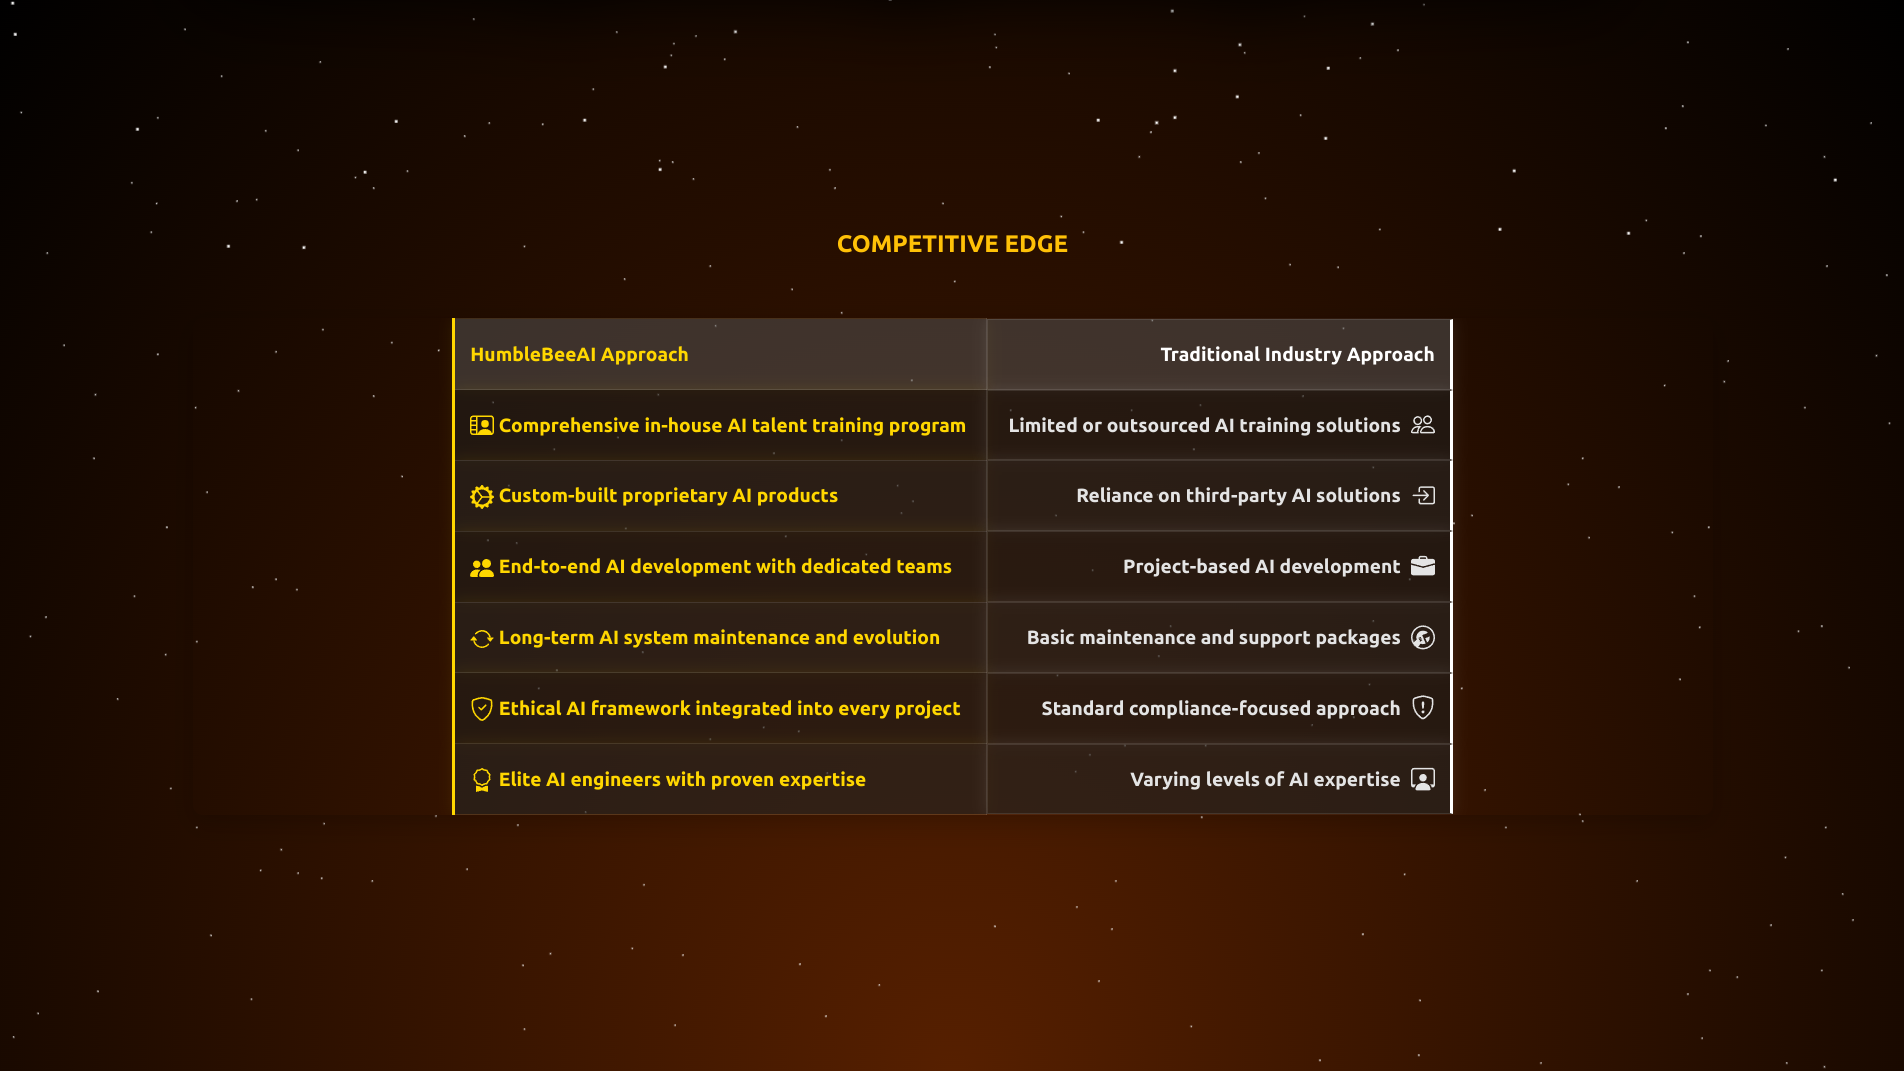 COMPETITIVE EDGE
HumbleBeeAI Approach
Traditional Industry Approach
Comprehensive in-house AI talent training program
Limited or outsourced AI training solutions
Custom-built proprietary AI products
Reliance on third-party AI solutions
End-to-end AI development with dedicated teams
Project-based AI development
Long-term AI system maintenance and evolution
Basic maintenance and support packages
Ethical AI framework integrated into every project
Standard compliance-focused approach
Elite AI engineers with proven expertise
Varying levels of AI expertise